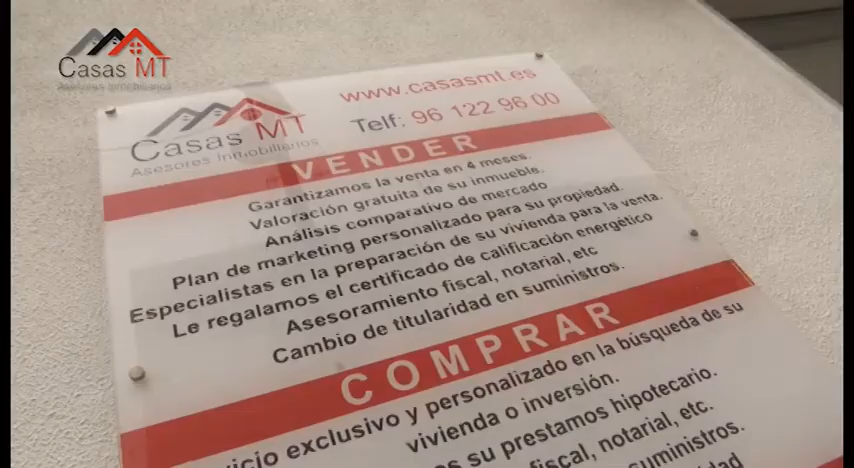 Casas MT
Asesores Inmobiliarios
www.casasmt.es
Telf: 96 122 96 00
Casas MT
Asesores Inmobiliarios
VENDER
Garantizamos la venta en 4 meses.
Valoración gratuita de su inmueble.
Análisis comparativo de mercado
Plan de marketing personalizado para su propiedad.
Especialistas en la preparación de su vivienda para la venta.
Le regalamos el certificado de calificación energético
Asesoramiento fiscal, notarial, etc
Cambio de titularidad en suministros.
COMPRAR
exclusivo y personalizado en la búsqueda de su
vivienda o inversión.
su prestamos hipotecario.
fiscal, notarial, etc.
suministros.